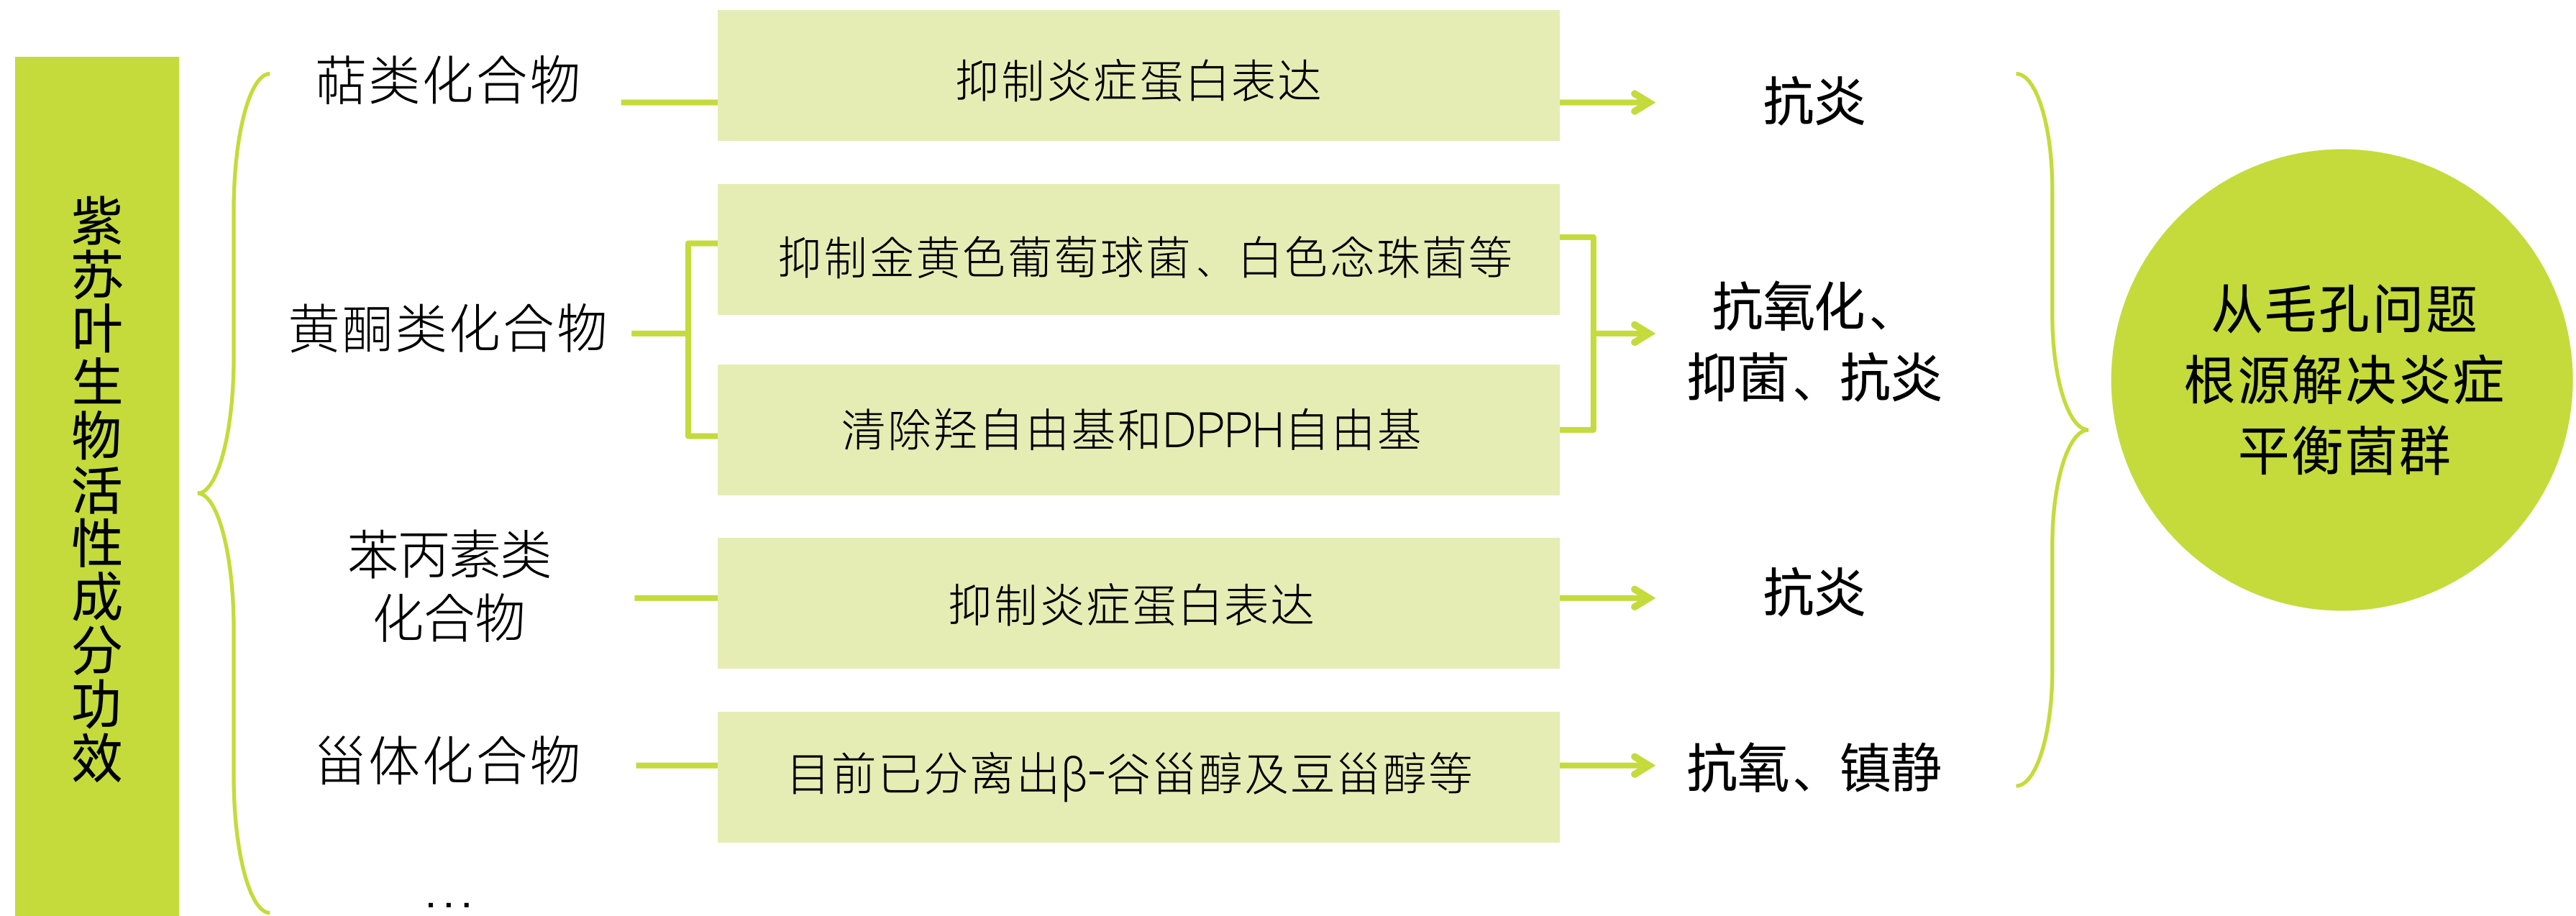 紫苏叶生物活性成分功效
萜类化合物
抑制炎症蛋白表达
抗炎
黄酮类化合物
抑制金黄色葡萄球菌、白色念珠菌等
清除羟自由基和DPPH自由基
抗氧化、
抑菌、抗炎
苯丙素类
化合物
抑制炎症蛋白表达
抗炎
甾体化合物
目前已分离出β-谷甾醇及豆甾醇等
抗氧、镇静
...
从毛孔问题
根源解决炎症
平衡菌群